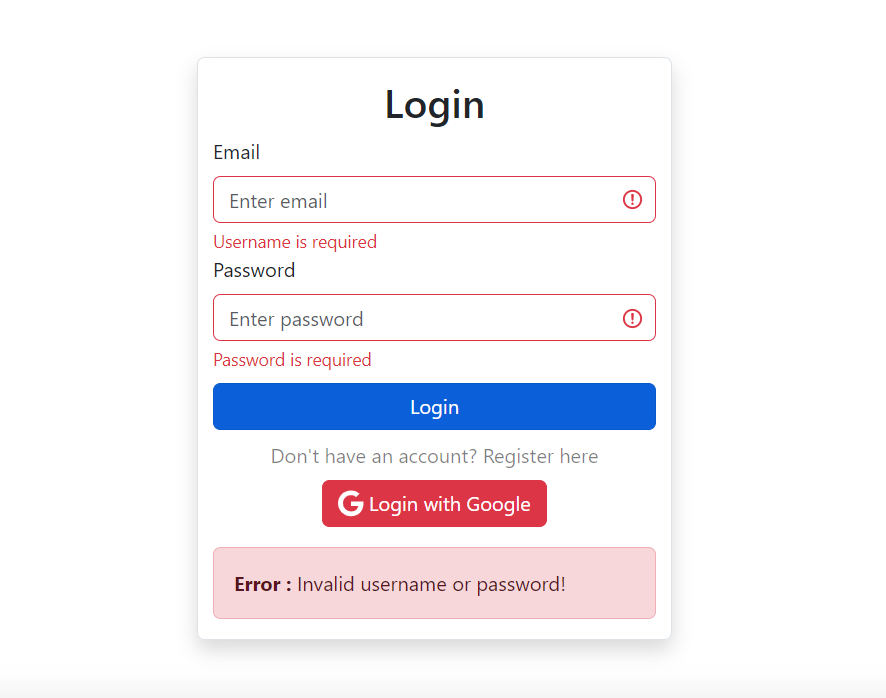 Login
Email
Enter email
Username is required
Password
Enter password
Password is required
Login
Don't have an account? Register here
G Login with Google
Error : Invalid username or password!